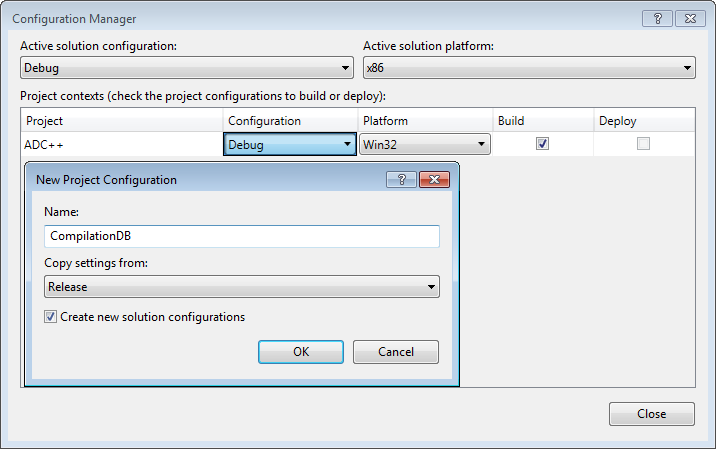 Configuration Manager
Active solution configuration: Active solution platform:
Debug x86
Project contexts (check the project configurations to build or deploy):
Project Configuration Platform Build Deploy
ADC++ Debug Win32
New Project Configuration
Name:
CompilationDB
Copy settings from:
Release
Create new solution configurations
OK Cancel
Close